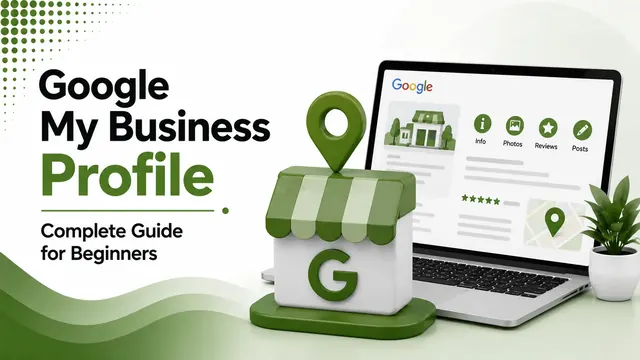 Google
My Business
Profile
Complete Guide
for Beginners
Google
Info
Photos
Reviews
Posts
G